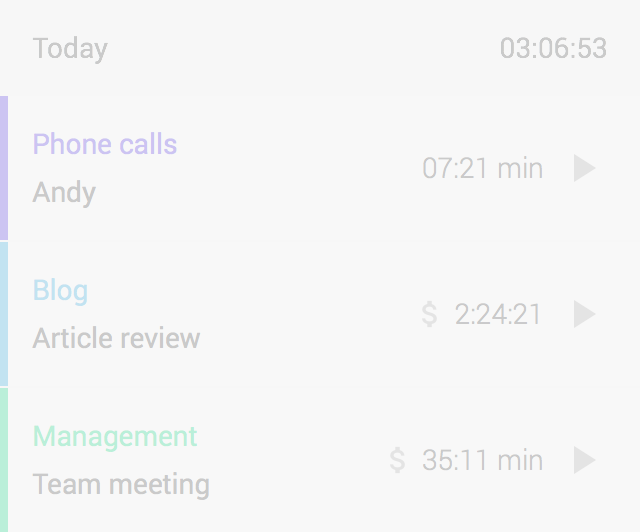 Today 03:06:53
Phone calls
07:21 min
Andy
Blog
$ 2:24:21
Article review
Management
$ 35:11 min
Team meeting